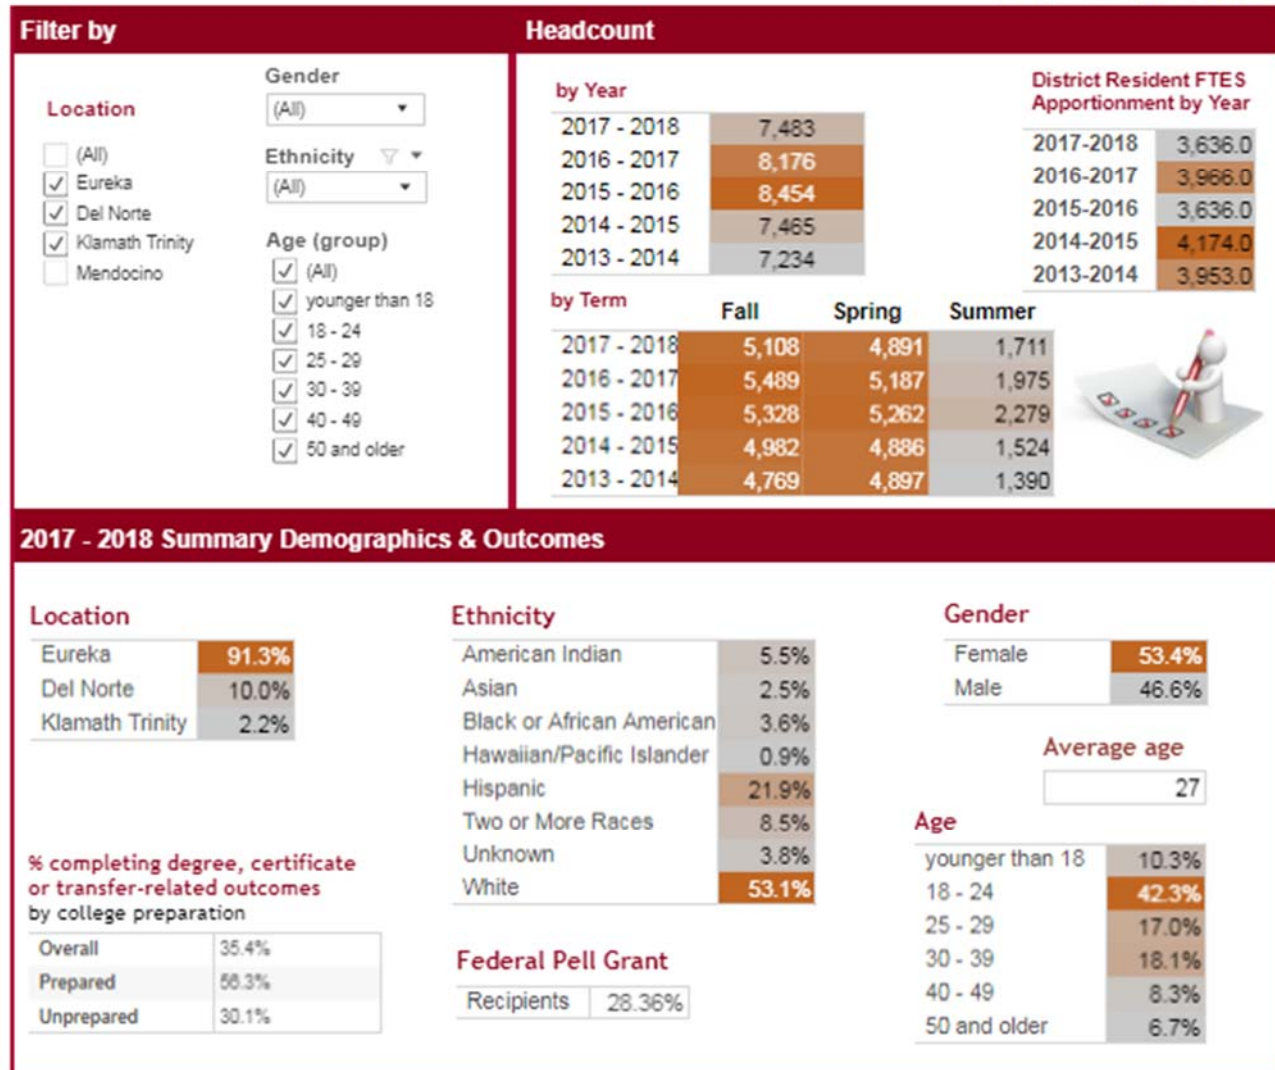 Filter by
Location
(All)
Eureka
Del Norte
Klamath Trinity
Mendocino
Gender
(All)
Ethnicity
(All)
Age (group)
(All)
younger than 18
18 - 24
25 - 29
30 - 39
40 - 49
50 and older
Headcount
by Year
2017 - 2018 7,483
2016 - 2017 8,176
2015 - 2016 8,454
2014 - 2015 7,465
2013 - 2014 7,234
District Resident FTES
Apportionment by Year
2017-2018 3,636.0
2016-2017 3,966.0
2015-2016 3,636.0
2014-2015 4,174.0
2013-2014 3,953.0
by Term Fall Spring Summer
2017 - 2018 5,108 4,891 1,711
2016 - 2017 5,489 5,187 1,975
2015 - 2016 5,328 5,262 2,279
2014 - 2015 4,982 4,886 1,524
2013 - 2014 4,769 4,897 1,390
2017 - 2018 Summary Demographics & Outcomes
Location
Eureka 91.3%
Del Norte 10.0%
Klamath Trinity 2.2%
% completing degree, certificate
or transfer-related outcomes
by college preparation
Overall 35.4%
Prepared 56.3%
Unprepared 30.1%
Ethnicity
American Indian 5.5%
Asian 2.5%
Black or African American 3.6%
Hawaiian/Pacific Islander 0.9%
Hispanic 21.9%
Two or More Races 8.5%
Unknown 3.8%
White 53.1%
Federal Pell Grant
Recipients 28.36%
Gender
Female 53.4%
Male 46.6%
Average age
27
Age
younger than 18 10.3%
18 - 24 42.3%
25 - 29 17.0%
30 - 39 18.1%
40 - 49 8.3%
50 and older 6.7%